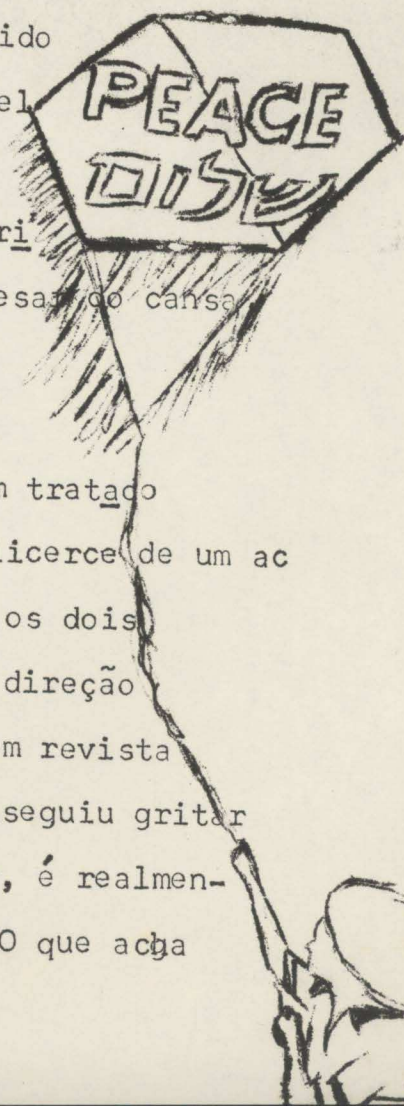 ido
PEACE
el
שלום
ri
esar do cansa
m tratado
licerce de um ac
os dois
direção
m revista
seguiu gritar
, é realmen-
O que acha